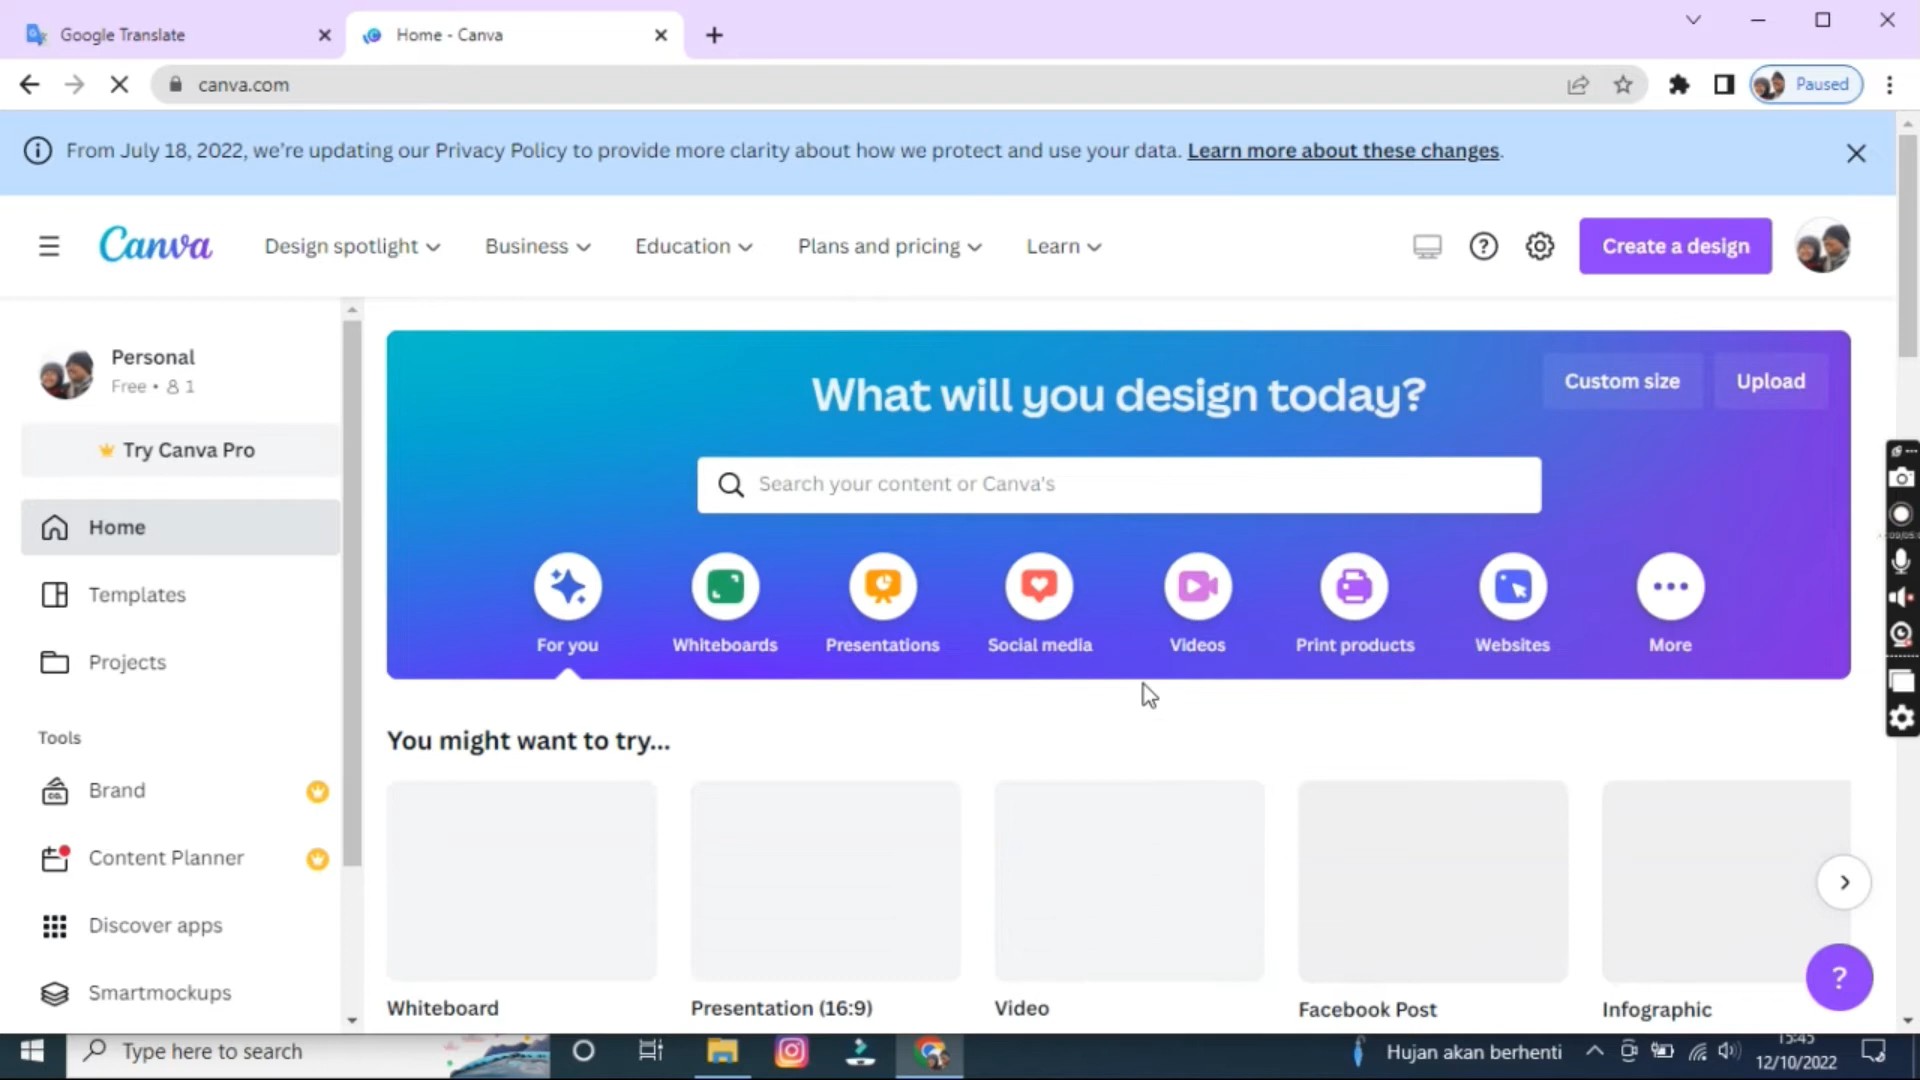 Google Translate
Home - Canva
canva.com
Paused
From July 18, 2022, we're updating our Privacy Policy to provide more clarity about how we protect and use your data. Learn more about these changes.
Canva
Design spotlight
Business
Education
Plans and pricing
Learn
Create a design
Personal
Free • 1
Try Canva Pro
Home
Templates
Projects
Tools
Brand
Content Planner
Discover apps
Smartmockups
What will you design today?
Custom size
Upload
Search your content or Canva's
For you
Whiteboards
Presentations
Social media
Videos
Print products
Websites
More
You might want to try...
Whiteboard
Presentation (16:9)
Video
Facebook Post
Infographic
?
Type here to search
Hujan akan berhenti
15:45
12/10/2022